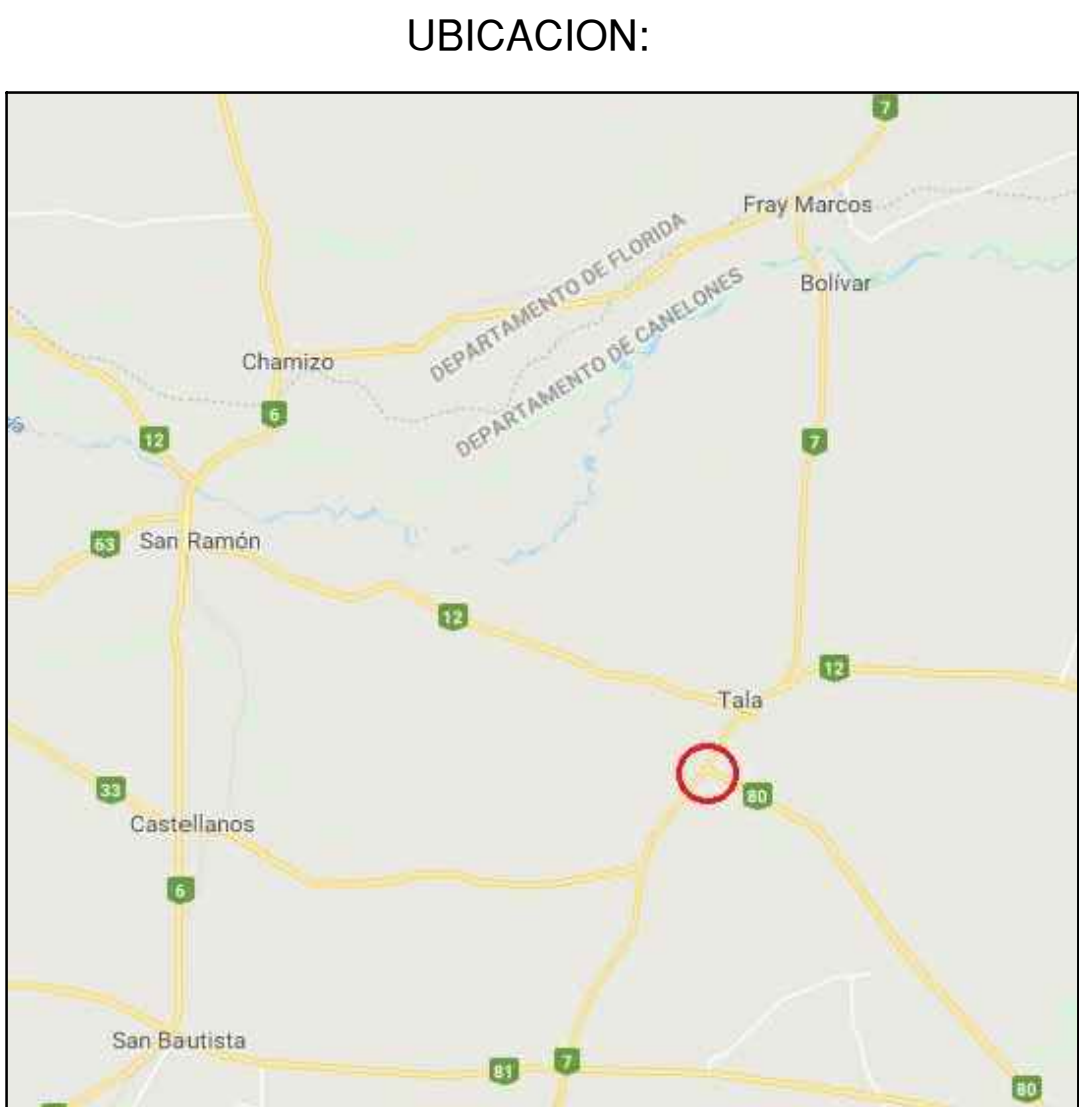 UBICACION:
7
Fray Marcos
DEPARTAMENTO DE FLORIDA
Bolívar
DEPARTAMENTO DE CANELONES
Chamizo
6
12
7
63
San Ramón
12
12
Tala
33
80
Castellanos
6
San Bautista
81
7
80